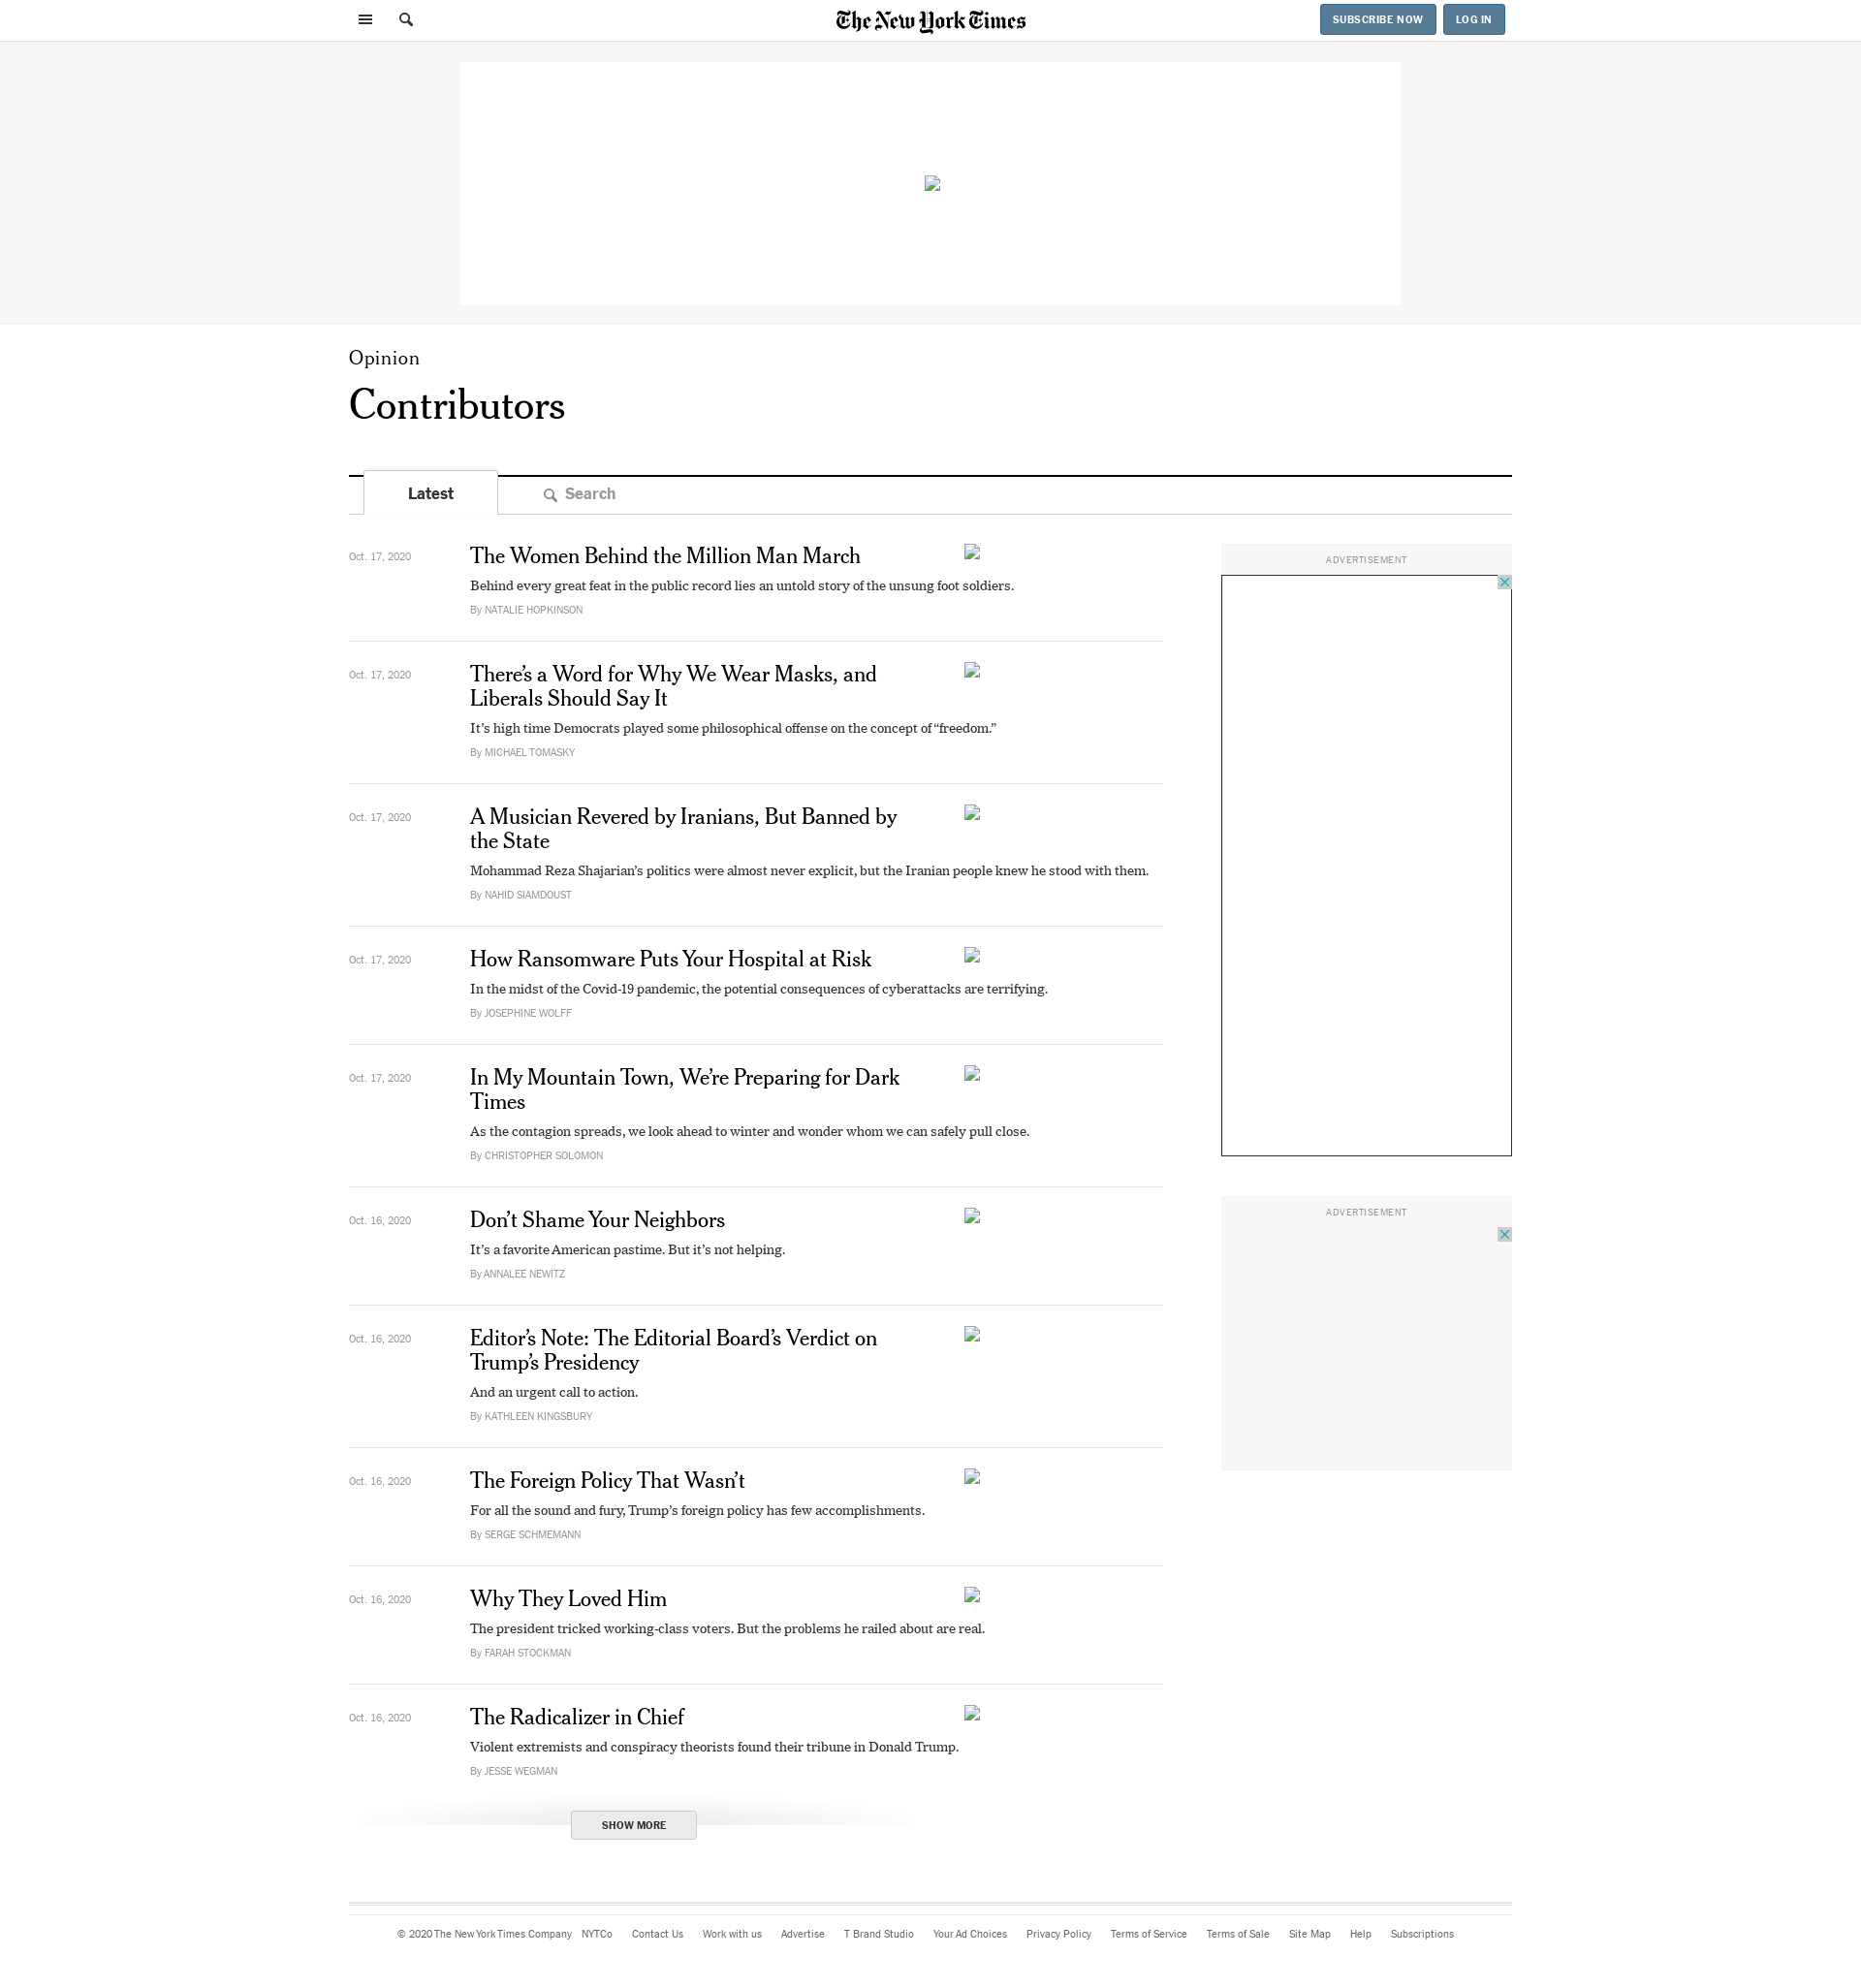 The New York Times
SUBSCRIBE NOW
LOG IN
Opinion
Contributors
Latest
Search
Oct. 17, 2020
The Women Behind the Million Man March
Behind every great feat in the public record lies an untold story of the unsung foot soldiers.
By NATALIE HOPKINSON
Oct. 17, 2020
There’s a Word for Why We Wear Masks, and
Liberals Should Say It
It’s high time Democrats played some philosophical offense on the concept of “freedom.”
By MICHAEL TOMASKY
Oct. 17, 2020
A Musician Revered by Iranians, But Banned by
the State
Mohammad Reza Shajarian’s politics were almost never explicit, but the Iranian people knew he stood with them.
By NAHID SIAMDOUST
Oct. 17, 2020
How Ransomware Puts Your Hospital at Risk
In the midst of the Covid-19 pandemic, the potential consequences of cyberattacks are terrifying.
By JOSEPHINE WOLFF
Oct. 17, 2020
In My Mountain Town, We’re Preparing for Dark
Times
As the contagion spreads, we look ahead to winter and wonder whom we can safely pull close.
By CHRISTOPHER SOLOMON
Oct. 16, 2020
Don’t Shame Your Neighbors
It’s a favorite American pastime. But it’s not helping.
By ANNALEE NEWITZ
Oct. 16, 2020
Editor’s Note: The Editorial Board’s Verdict on
Trump’s Presidency
And an urgent call to action.
By KATHLEEN KINGSBURY
Oct. 16, 2020
The Foreign Policy That Wasn’t
For all the sound and fury, Trump’s foreign policy has few accomplishments.
By SERGE SCHMEMANN
Oct. 16, 2020
Why They Loved Him
The president tricked working-class voters. But the problems he railed about are real.
By FARAH STOCKMAN
Oct. 16, 2020
The Radicalizer in Chief
Violent extremists and conspiracy theorists found their tribune in Donald Trump.
By JESSE WEGMAN
SHOW MORE
ADVERTISEMENT
ADVERTISEMENT
© 2020 The New York Times Company NYTCo Contact Us Work with us Advertise T Brand Studio Your Ad Choices Privacy Policy Terms of Service Terms of Sale Site Map Help Subscriptions